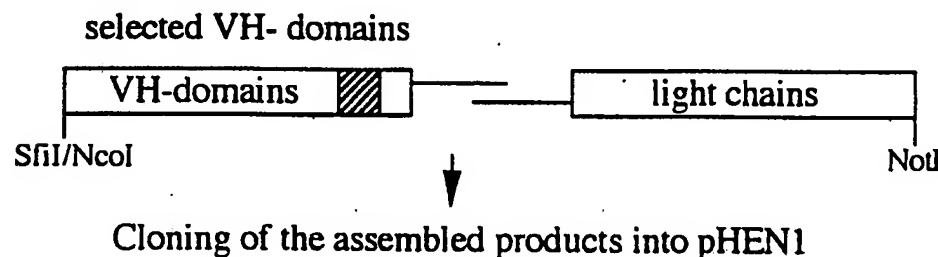 selected VH- domains
VH-domains
light chains
SfiI/NcoI
NotI
Cloning of the assembled products into pHEN1